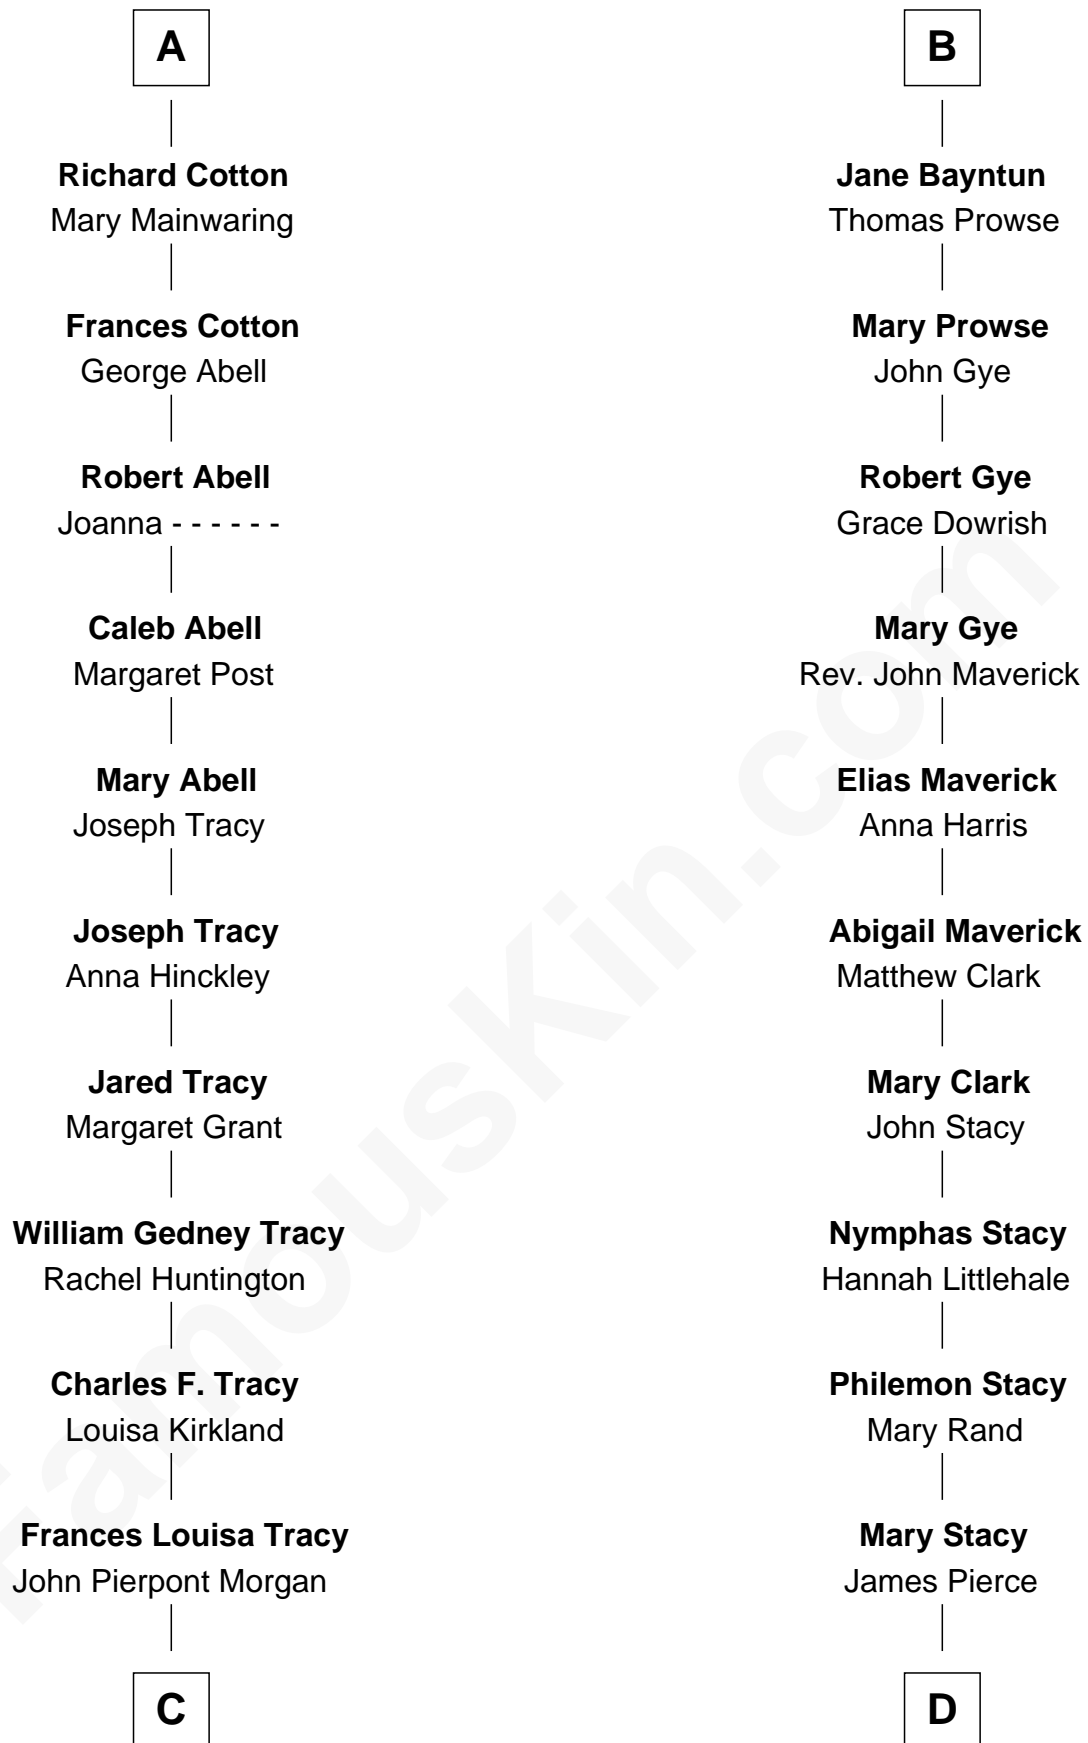 A
Richard Cotton
Mary Mainwaring
Frances Cotton
George Abell
Robert Abell
Joanna - - - - - -
Caleb Abell
Margaret Post
Mary Abell
Joseph Tracy
Joseph Tracy
Anna Hinckley
Jared Tracy
Margaret Grant
William Gedney Tracy
Rachel Huntington
Charles F. Tracy
Louisa Kirkland
Frances Louisa Tracy
John Pierpont Morgan
C
B
Jane Bayntun
Thomas Prowse
Mary Prowse
John Gye
Robert Gye
Grace Dowrish
Mary Gye
Rev. John Maverick
Elias Maverick
Anna Harris
Abigail Maverick
Matthew Clark
Mary Clark
John Stacy
Nymphas Stacy
Hannah Littlehale
Philemon Stacy
Mary Rand
Mary Stacy
James Pierce
D
FamousKin.com